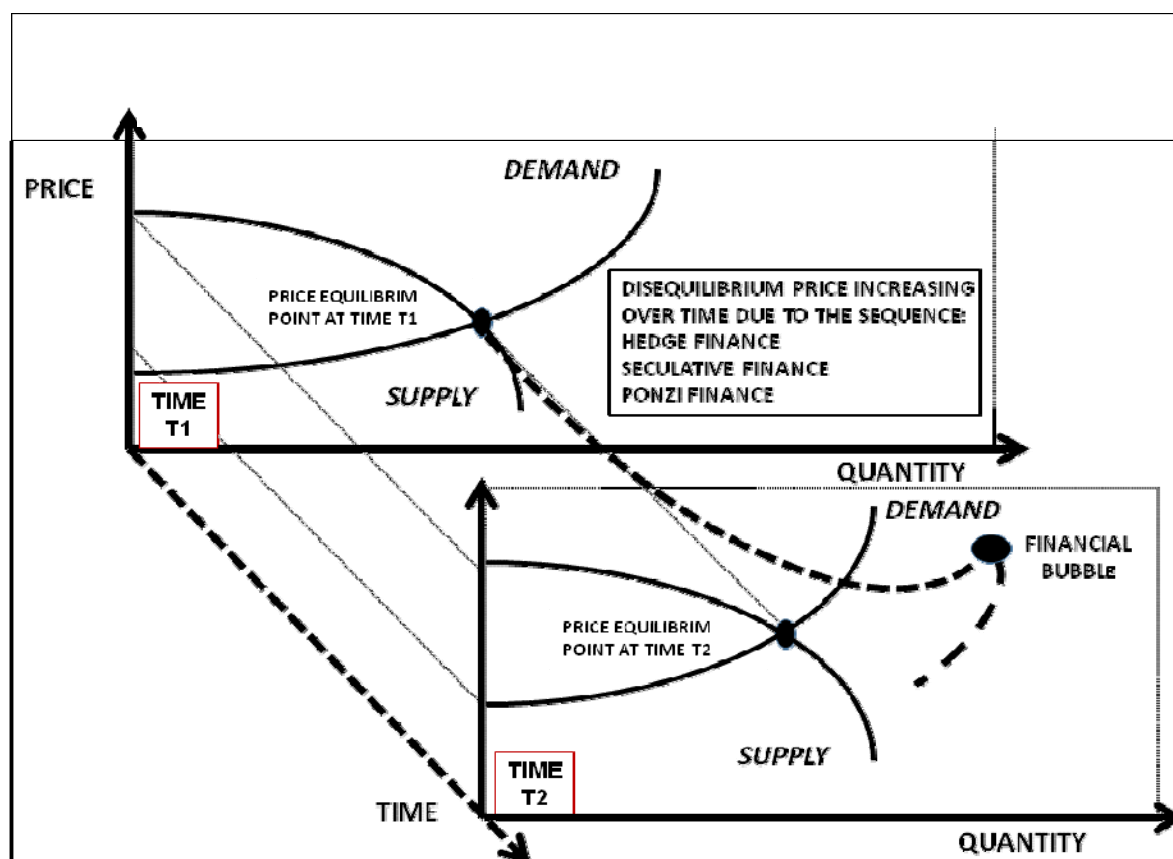 PRICE
DEMAND
PRICE EQUILIBRIM
POINT AT TIME T1
DISEQUILIBRIUM PRICE INCREASING
OVER TIME DUE TO THE SEQUENCE:
HEDGE FINANCE
SECULATIVE FINANCE
PONZI FINANCE
SUPPLY
TIME
T1
QUANTITY
DEMAND
FINANCIAL
BUBBLE
PRICE EQUILIBRIM
POINT AT TIME T2
SUPPLY
TIME
T2
TIME
QUANTITY